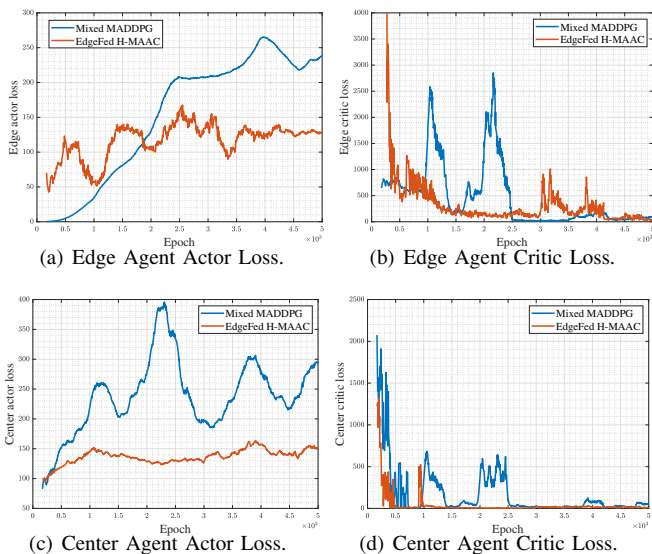 300
250
200
150
100
50
0
Edge actor loss
Mixed MADDPG
EdgeFed H-MAAC
0 0.5 1 1.5 2 2.5 3 3.5 4 4.5 5
Epoch
×10⁵
(a) Edge Agent Actor Loss.
4000
3500
3000
2500
2000
1500
1000
500
0
Edge critic loss
Mixed MADDPG
EdgeFed H-MAAC
0 0.5 1 1.5 2 2.5 3 3.5 4 4.5 5
Epoch
×10⁵
(b) Edge Agent Critic Loss.
400
350
300
250
200
150
100
50
Center actor loss
Mixed MADDPG
EdgeFed H-MAAC
0 0.5 1 1.5 2 2.5 3 3.5 4 4.5 5
Epoch
×10⁵
(c) Center Agent Actor Loss.
2500
2000
1500
1000
500
0
Center critic loss
Mixed MADDPG
EdgeFed H-MAAC
0 0.5 1 1.5 2 2.5 3 3.5 4 4.5 5
Epoch
×10⁵
(d) Center Agent Critic Loss.